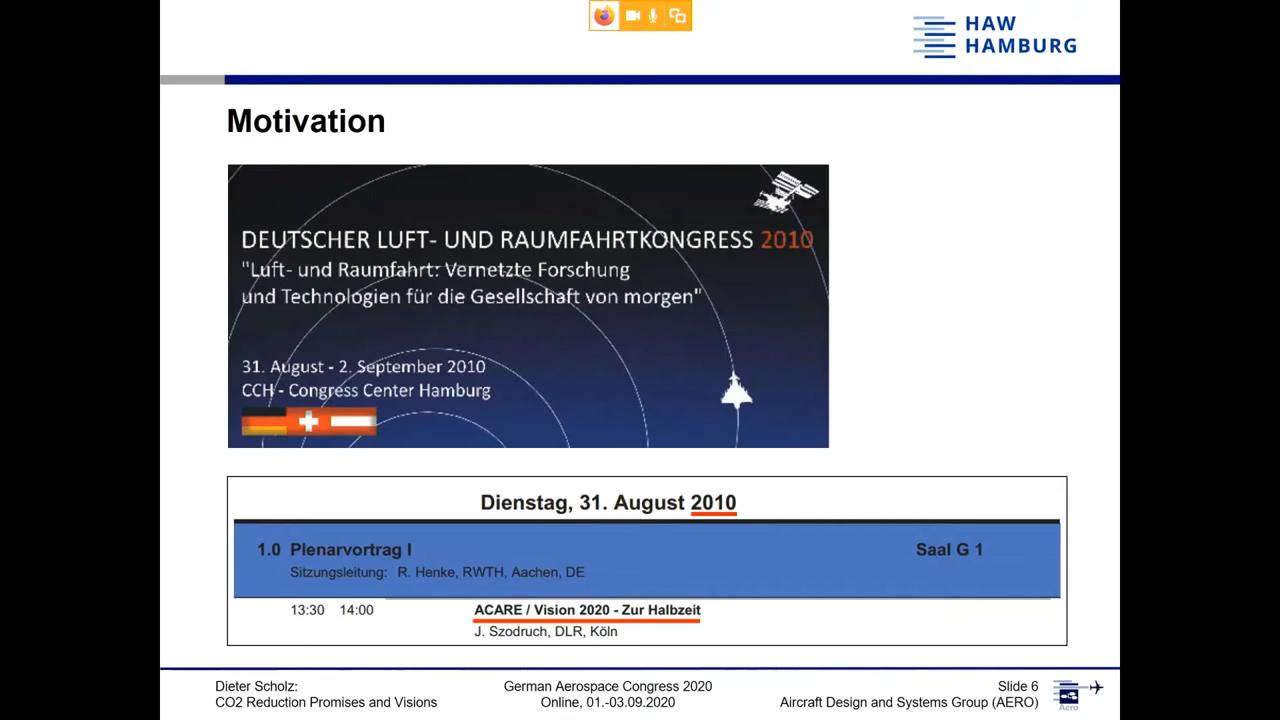 HAW
HAMBURG
Motivation
DEUTSCHER LUFT- UND RAUMFAHRTKONGRESS 2010
"Luft- und Raumfahrt: Vernetzte Forschung
und Technologien für die Gesellschaft von morgen"
31. August - 2. September 2010
CCH - Congress Center Hamburg
Dienstag, 31. August 2010
1.0 Plenarvortrag I Saal G 1
Sitzungsleitung: R. Henke, RWTH, Aachen, DE
13:30 14:00 ACARE / Vision 2020 - Zur Halbzeit
J. Szodruch, DLR, Köln
Dieter Scholz: German Aerospace Congress 2020 Slide 6
CO2 Reduction Promises and Visions Online, 01.-03.09.2020 Aircraft Design and Systems Group (AERO)
Aero